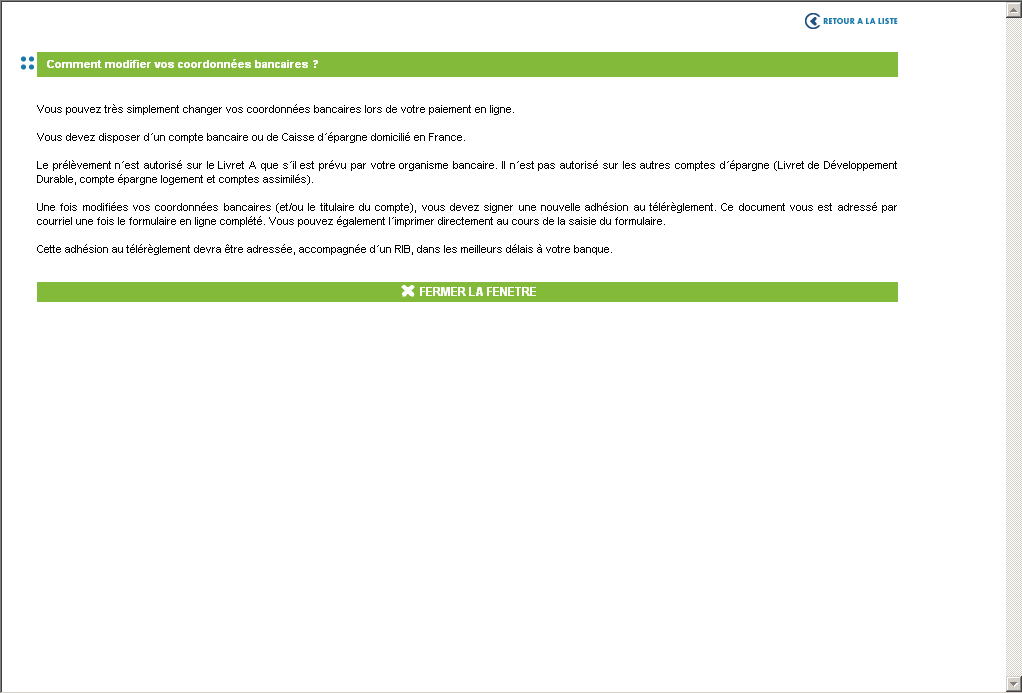 RETOUR A LA LISTE
Comment modifier vos coordonnées bancaires ?
Vous pouvez très simplement changer vos coordonnées bancaires lors de votre paiement en ligne.
Vous devez disposer d´un compte bancaire ou de Caisse d´épargne domicilié en France.
Le prélèvement n´est autorisé sur le Livret A que s´il est prévu par votre organisme bancaire. Il n´est pas autorisé sur les autres comptes d´épargne (Livret de Développement
Durable, compte épargne logement et comptes assimilés).
Une fois modifiées vos coordonnées bancaires (et/ou le titulaire du compte), vous devez signer une nouvelle adhésion au télérèglement. Ce document vous est adressé par
courriel une fois le formulaire en ligne complété. Vous pouvez également l´imprimer directement au cours de la saisie du formulaire.
Cette adhésion au télérèglement devra être adressée, accompagnée d´un RIB, dans les meilleurs délais à votre banque.
FERMER LA FENETRE